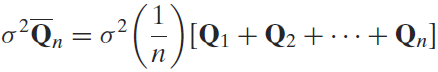 σ²Q̅ₙ = σ² (1/n) [Q₁ + Q₂ + ··· + Qₙ]